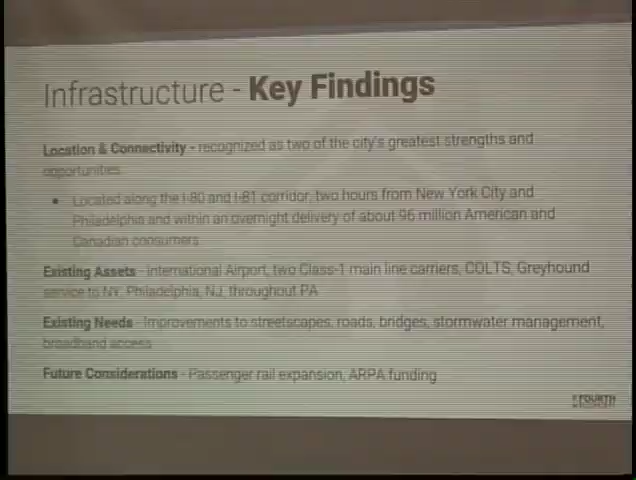 Infrastructure - Key Findings
Location & Connectivity - recognized as two of the city's greatest strengths and
opportunities.
• Located along the I-80 and I-81 corridor, two hours from New York City and
Philadelphia and within an overnight delivery of about 96 million American and
Canadian consumers
Existing Assets - International Airport, two Class-1 main line carriers, COLTS, Greyhound
service to NY, Philadelphia, NJ, throughout PA
Existing Needs - Improvements to streetscapes, roads, bridges, stormwater management,
broadband access
Future Considerations - Passenger rail expansion, ARPA funding
FOURTH